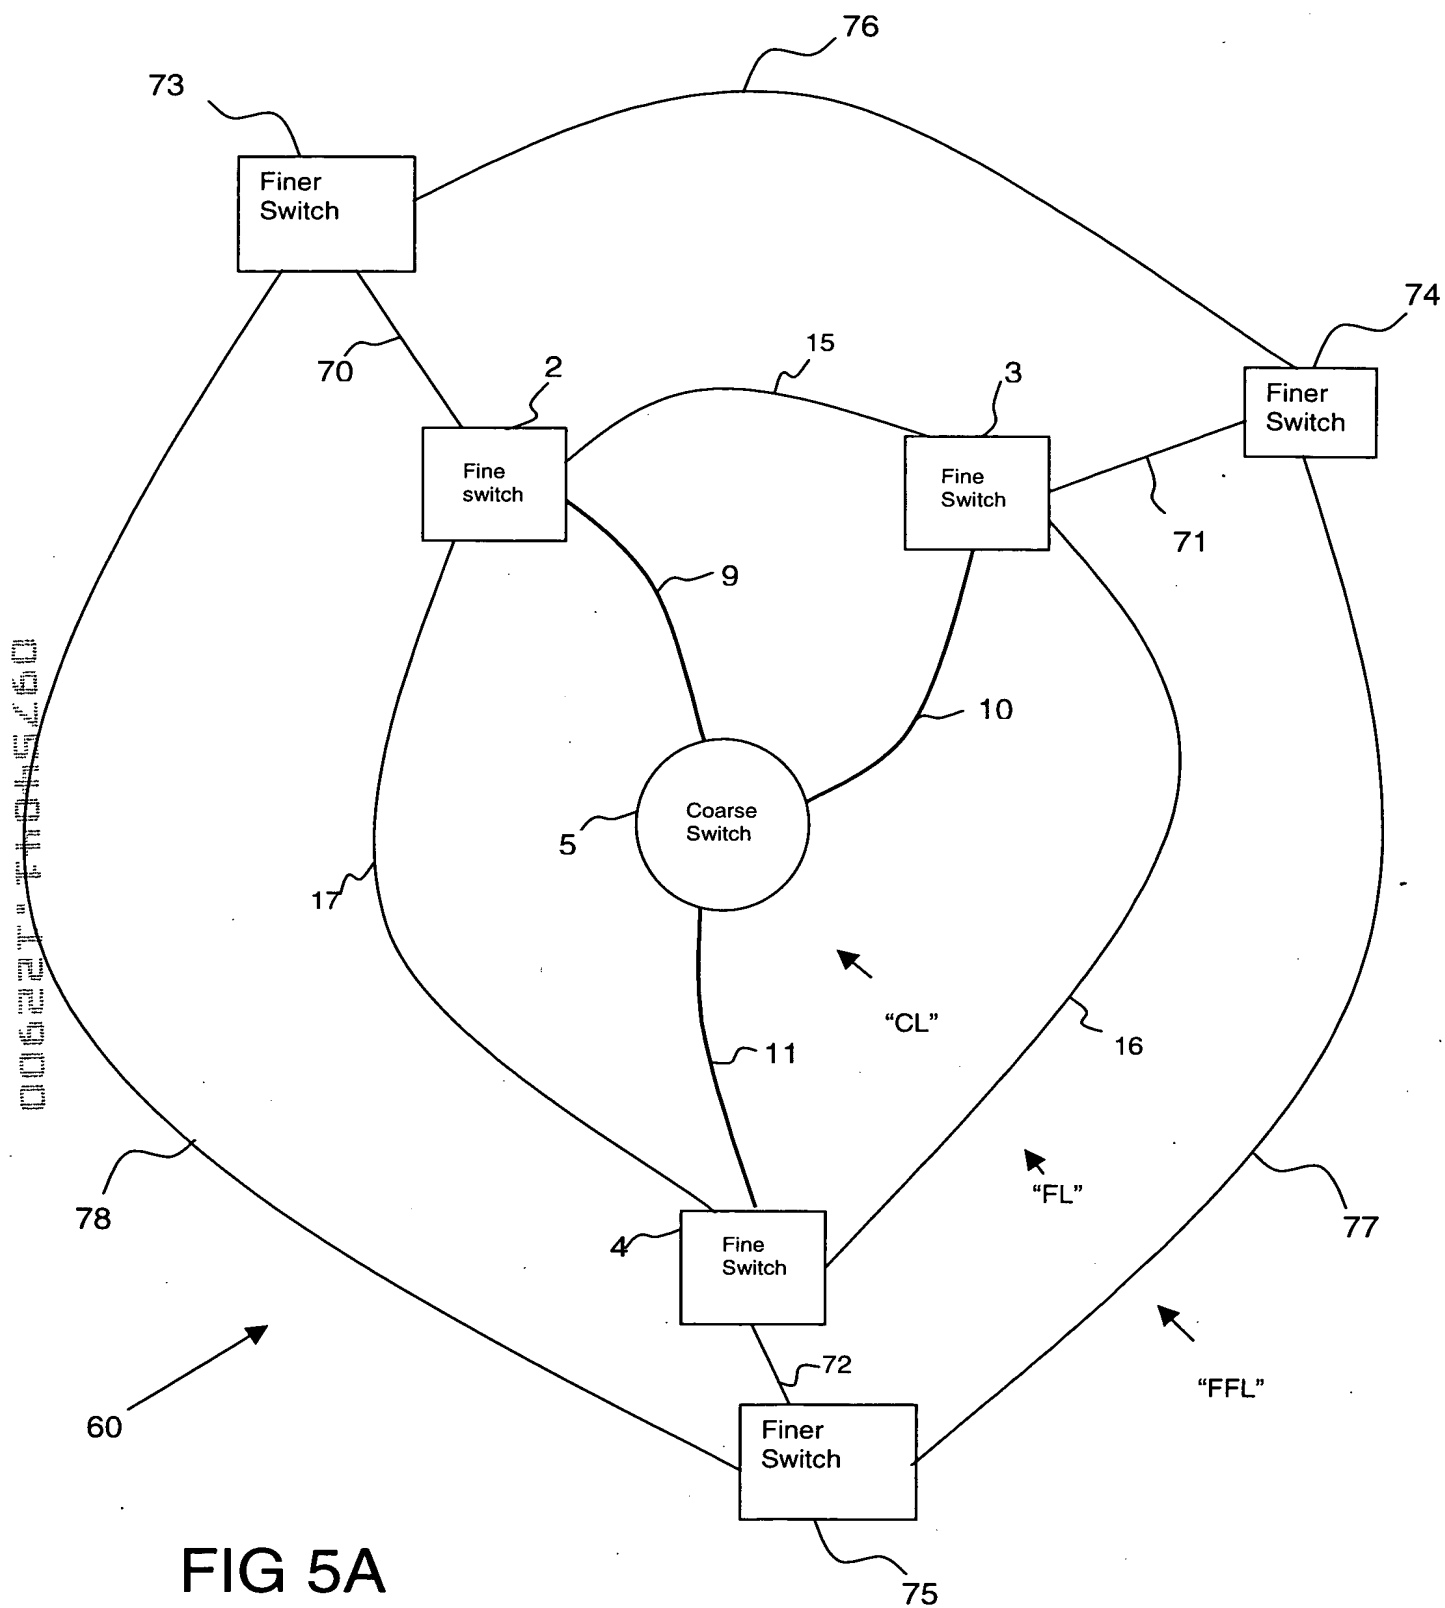 76
73
Finer
Switch
74
70
2
15
3
Finer
Switch
Fine
switch
Fine
Switch
71
9
10
Coarse
Switch
5
17
"CL"
16
11
"FL"
78
77
4
Fine
Switch
72
"FFL"
60
Finer
Switch
FIG 5A
75